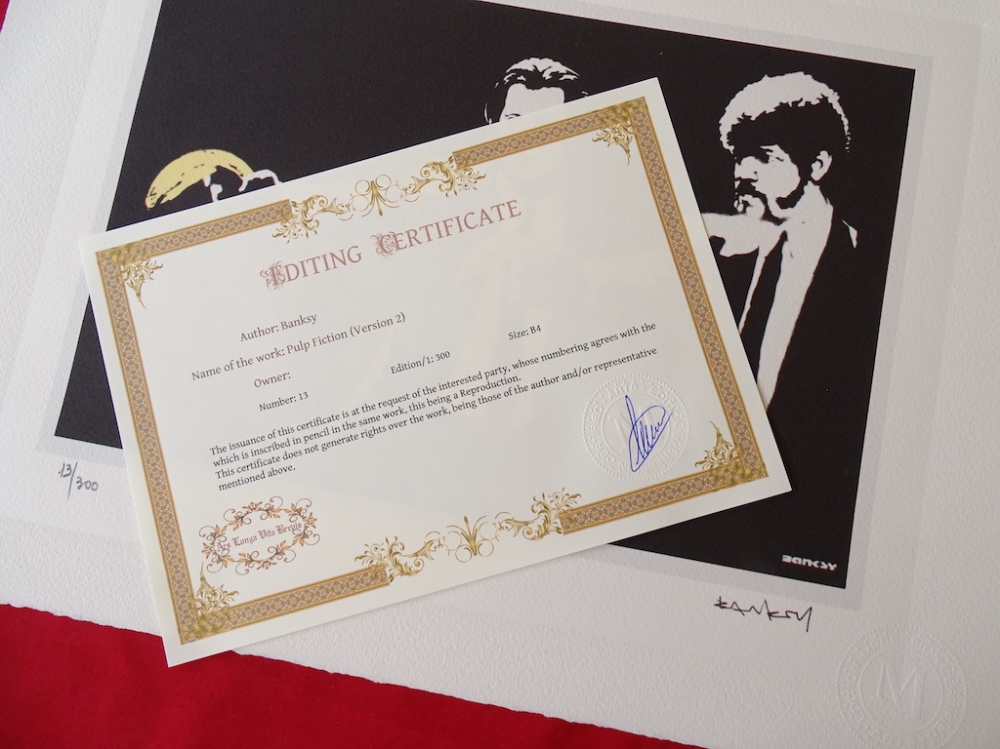 EDITING CERTIFICATE
Author: Banksy
Name of the work: Pulp Fiction (Version 2)
Owner:
Edition/1: 300
Size: B4
Number: 13
The issuance of this certificate is at the request of the interested party, whose numbering agrees with the
which is inscribed in pencil in the same work, this being a Reproduction.
This certificate does not generate rights over the work, being those of the author and/or representative
mentioned above.
Ars Longa Vita Brevis
13/300
BANKSY
BANKSY
M